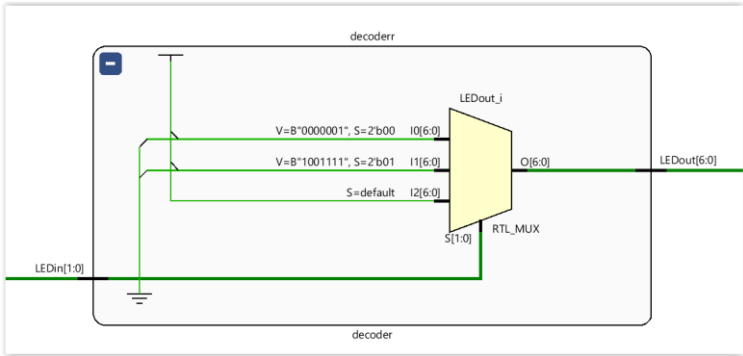 decoderr
LEDout_i
V=B"0000001", S=2'b00 I0[6:0]
V=B"1001111", S=2'b01 I1[6:0] O[6:0] LEDout[6:0]
S=default I2[6:0]
S[1:0] RTL_MUX
LEDin[1:0]
decoder